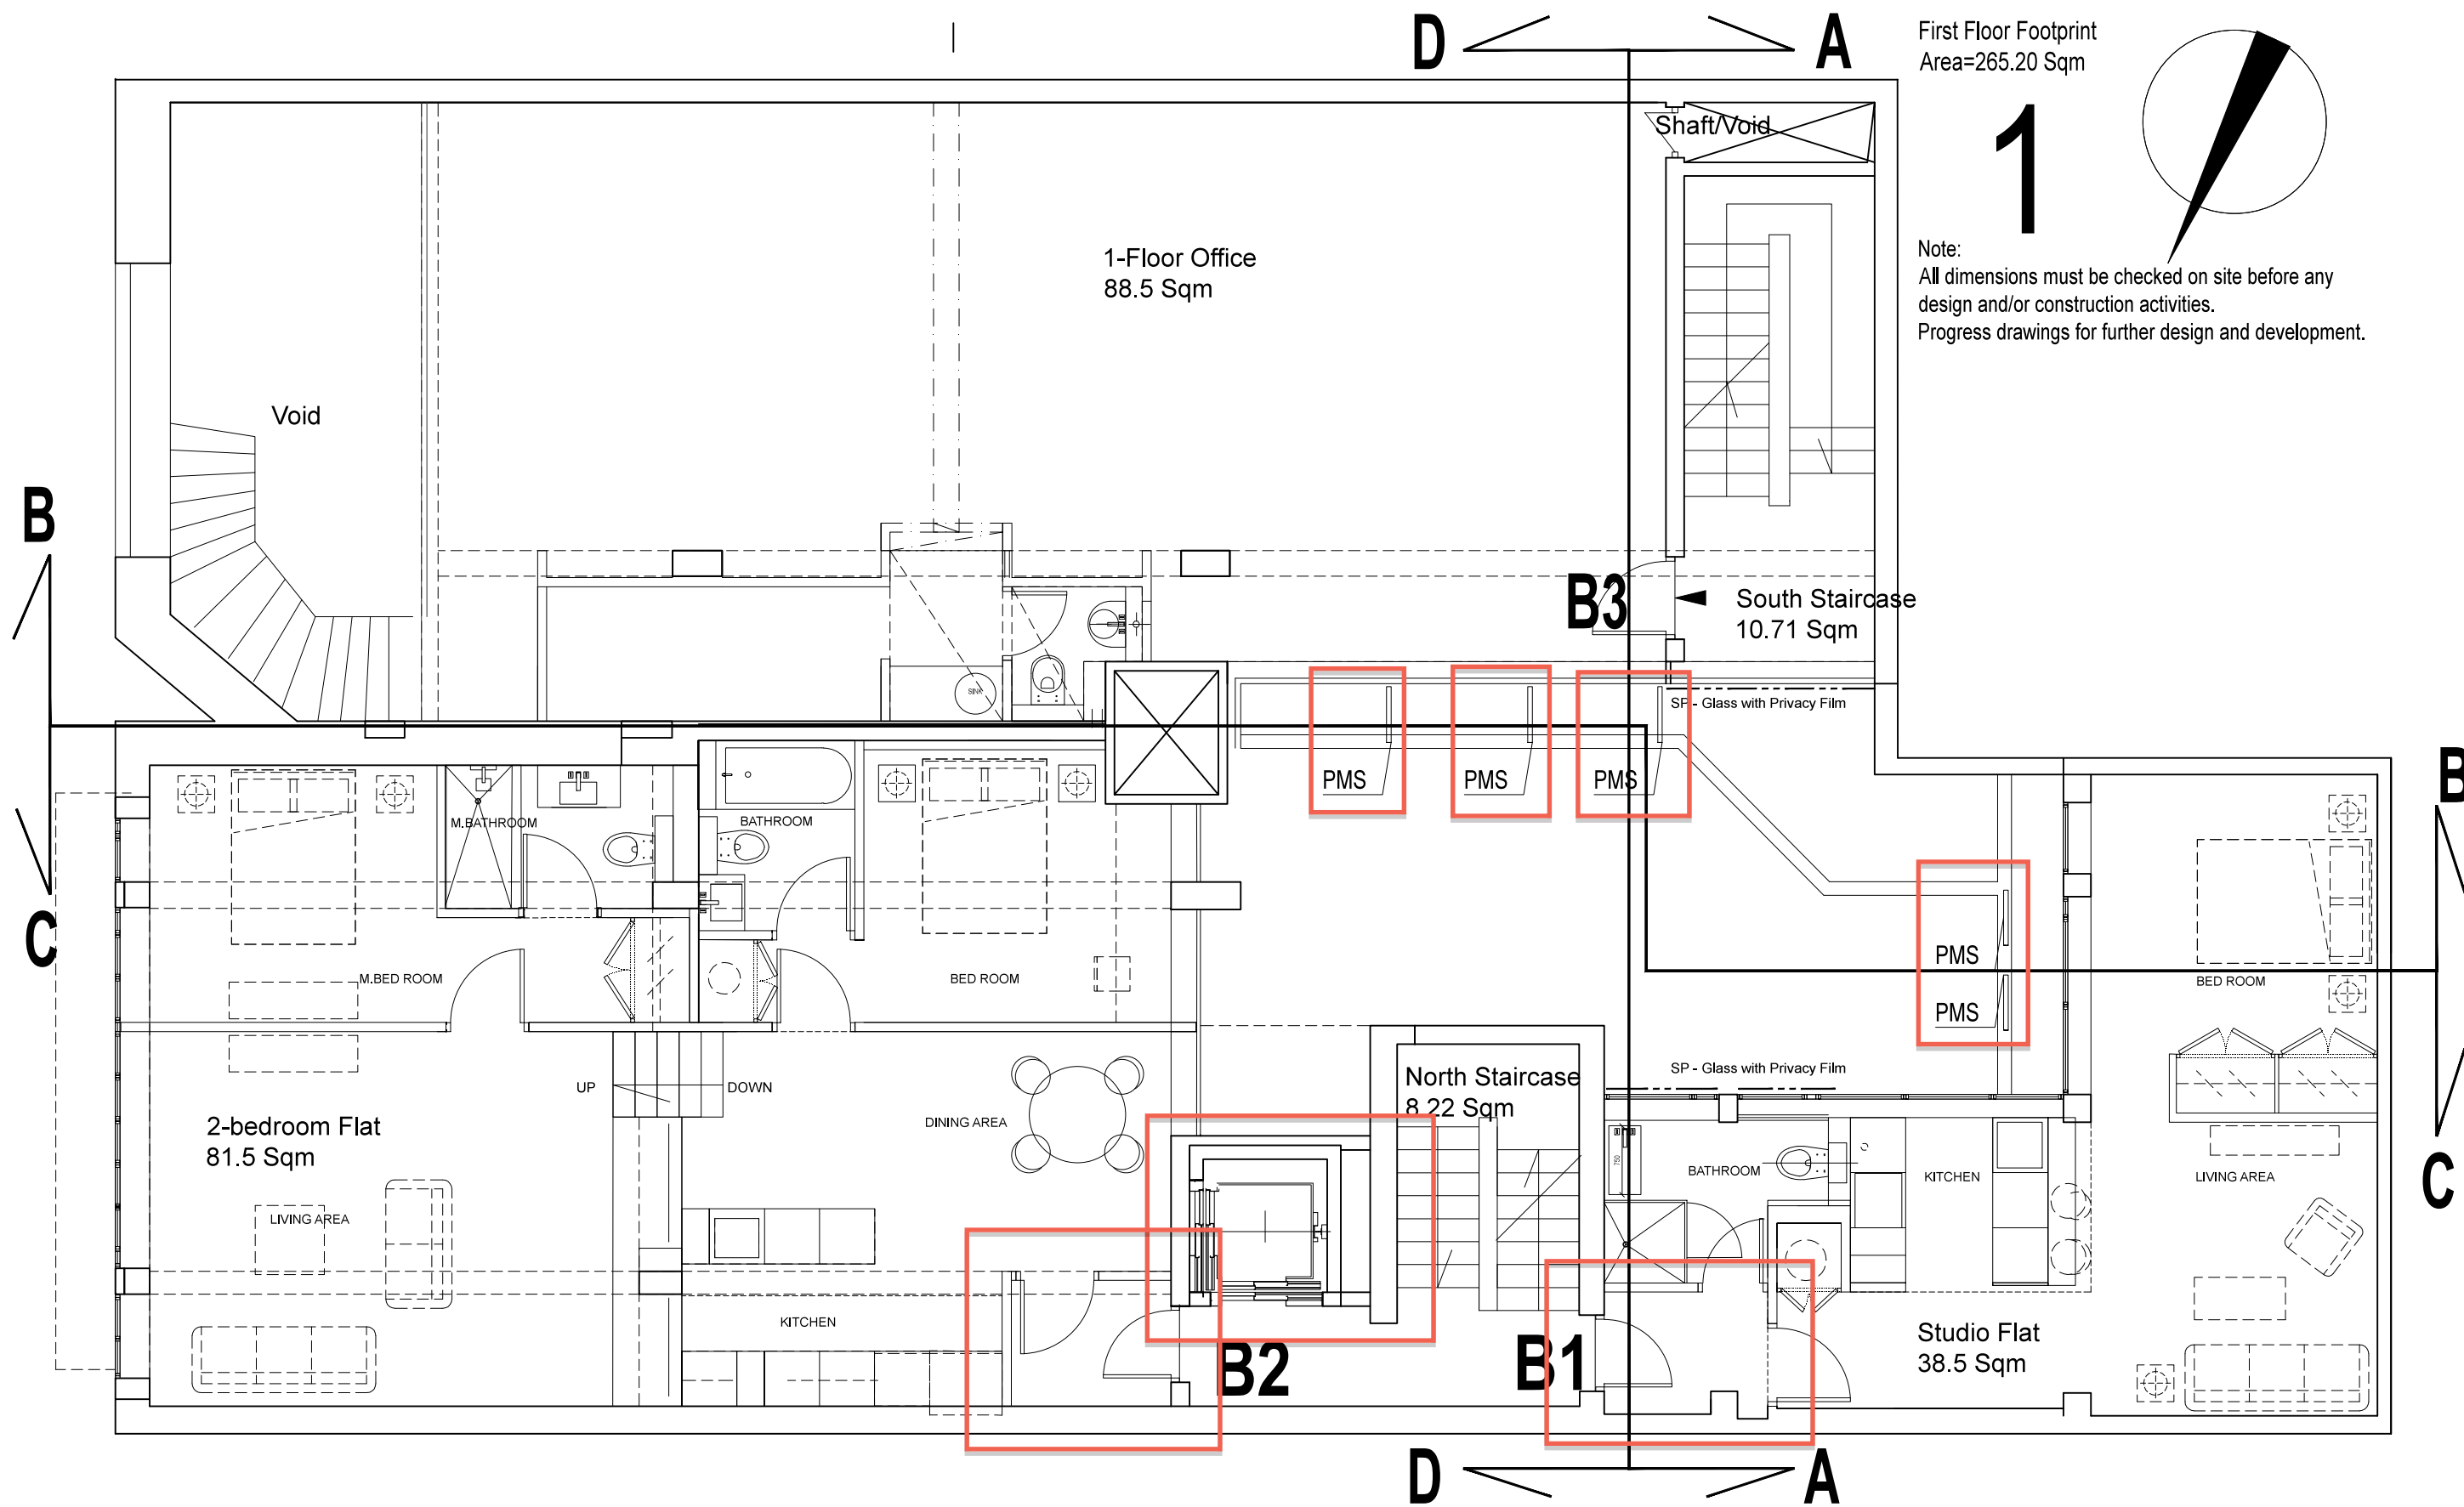 D
A
First Floor Footprint
Area=265.20 Sqm
1
Note:
All dimensions must be checked on site before any
design and/or construction activities.
Progress drawings for further design and development.
Shaft/Void
1-Floor Office
88.5 Sqm
Void
B
B3
South Staircase
10.71 Sqm
SINK
SP - Glass with Privacy Film
PMS
PMS
PMS
B
M.BATHROOM
BATHROOM
C
M.BED ROOM
BED ROOM
PMS
PMS
BED ROOM
UP
DOWN
North Staircase
8.22 Sqm
SP - Glass with Privacy Film
2-bedroom Flat
81.5 Sqm
DINING AREA
750
BATHROOM
KITCHEN
LIVING AREA
C
LIVING AREA
KITCHEN
B2
B1
Studio Flat
38.5 Sqm
D
A